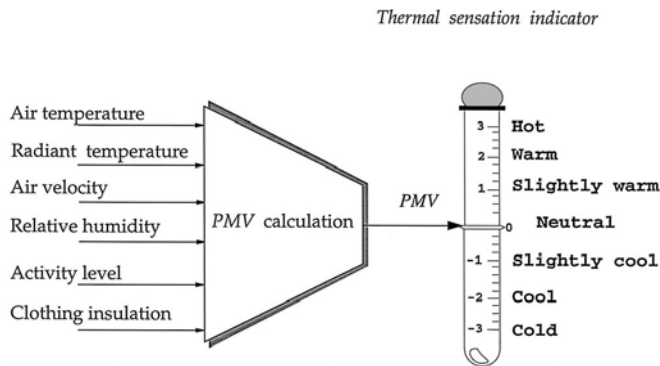 Thermal sensation indicator
Air temperature
Radiant temperature
Air velocity
Relative humidity
Activity level
Clothing insulation
PMV calculation
PMV
3 Hot
2 Warm
1 Slightly warm
0 Neutral
-1 Slightly cool
-2 Cool
-3 Cold